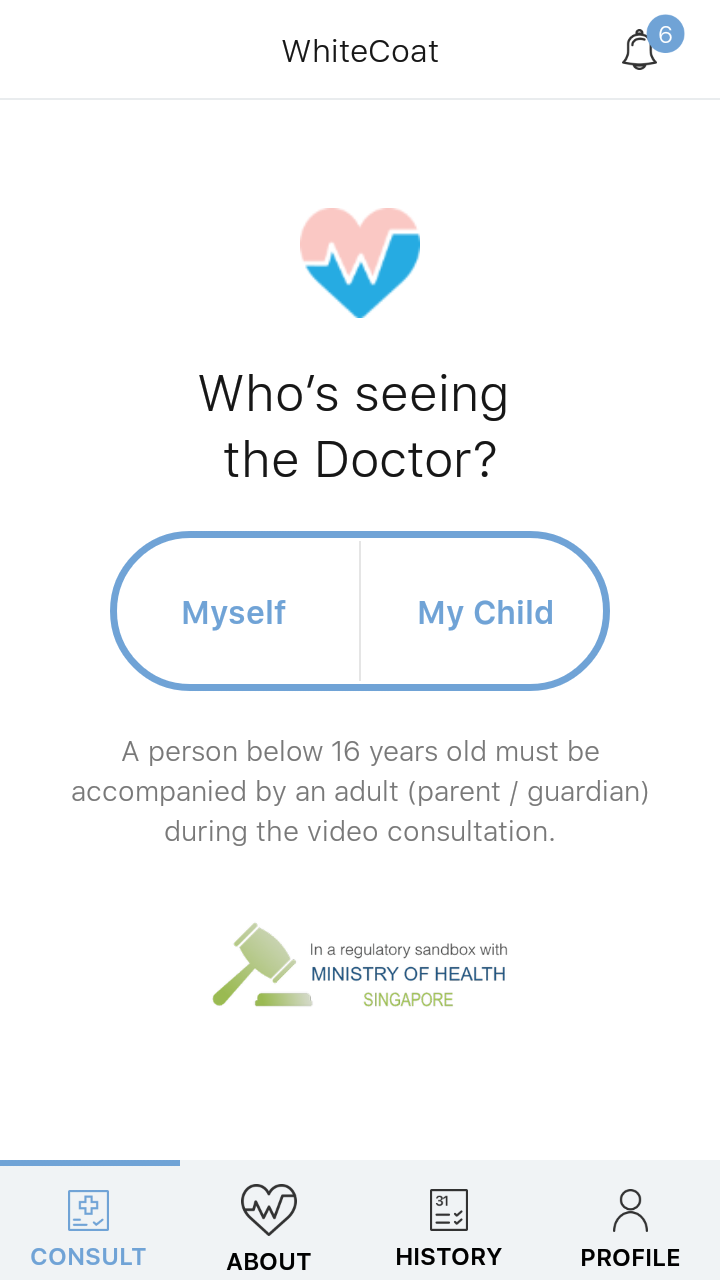 WhiteCoat
6
Who’s seeing
the Doctor?
Myself
My Child
A person below 16 years old must be
accompanied by an adult (parent / guardian)
during the video consultation.
In a regulatory sandbox with
MINISTRY OF HEALTH
SINGAPORE
31
CONSULT
ABOUT
HISTORY
PROFILE